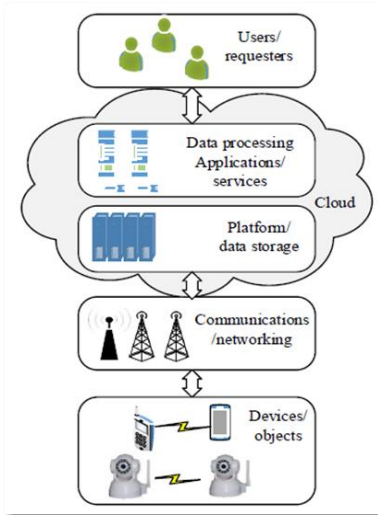 Users/
requesters
Data processing
Applications/
services
Cloud
Platform/
data storage
Communications
/networking
Devices/
objects